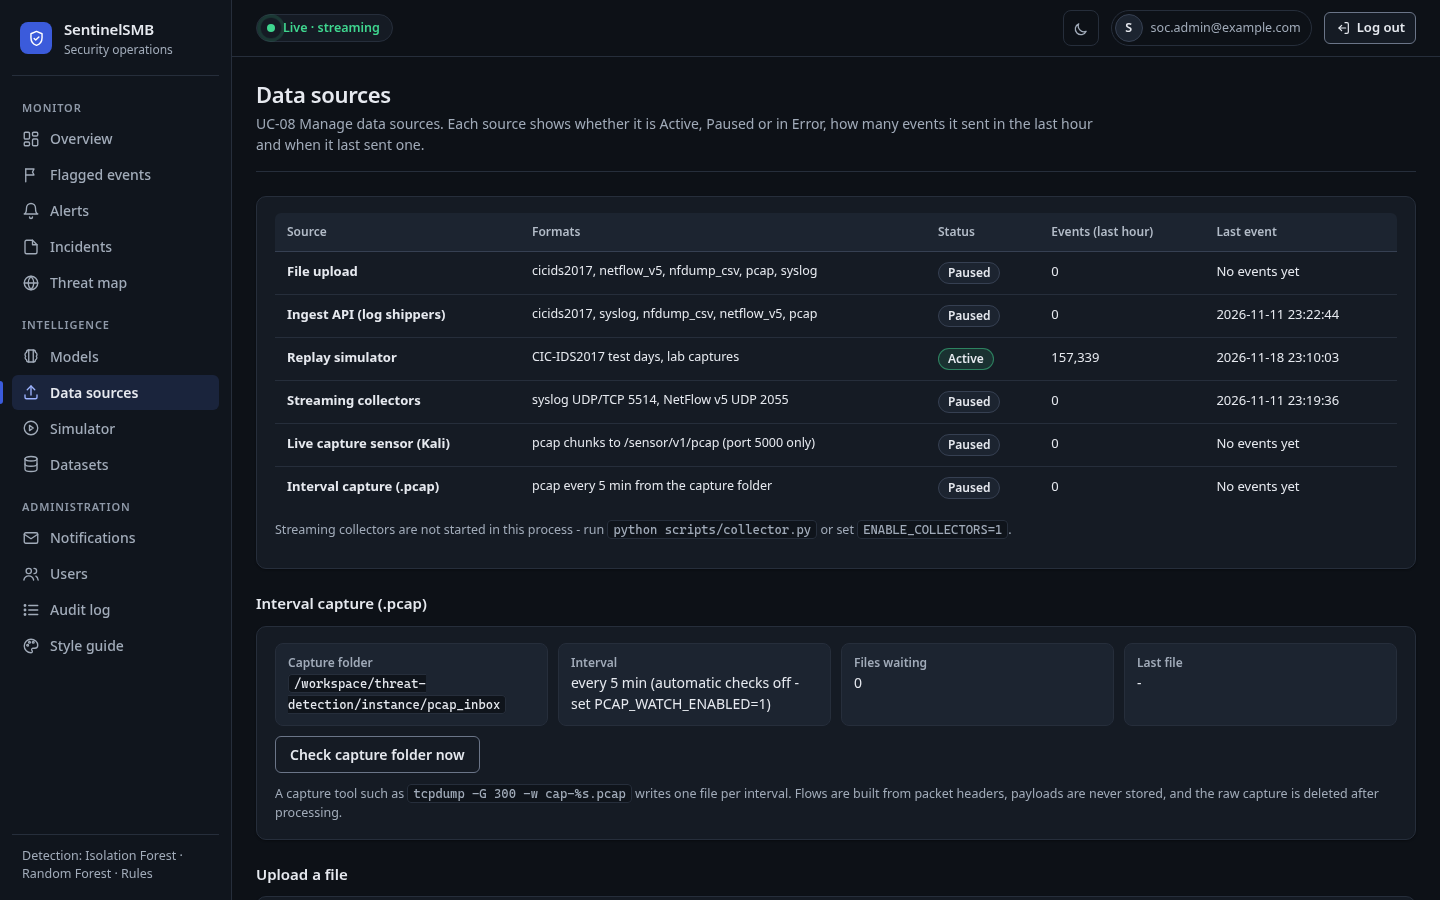 SentinelSMB
Security operations
MONITOR
Overview
Flagged events
Alerts
Incidents
Threat map
INTELLIGENCE
Models
Data sources
Simulator
Datasets
ADMINISTRATION
Notifications
Users
Audit log
Style guide
Detection: Isolation Forest ·
Random Forest · Rules
Live · streaming
S soc.admin@example.com
Log out
Data sources
UC-08 Manage data sources. Each source shows whether it is Active, Paused or in Error, how many events it sent in the last hour
and when it last sent one.
Source Formats Status Events (last hour) Last event
File upload cicids2017, netflow_v5, nfdump_csv, pcap, syslog Paused 0 No events yet
Ingest API (log shippers) cicids2017, syslog, nfdump_csv, netflow_v5, pcap Paused 0 2026-11-11 23:22:44
Replay simulator CIC-IDS2017 test days, lab captures Active 157,339 2026-11-18 23:10:03
Streaming collectors syslog UDP/TCP 5514, NetFlow v5 UDP 2055 Paused 0 2026-11-11 23:19:36
Live capture sensor (Kali) pcap chunks to /sensor/v1/pcap (port 5000 only) Paused 0 No events yet
Interval capture (.pcap) pcap every 5 min from the capture folder Paused 0 No events yet
Streaming collectors are not started in this process - run python scripts/collector.py or set ENABLE_COLLECTORS=1.
Interval capture (.pcap)
Capture folder
/workspace/threat-
detection/instance/pcap_inbox
Interval
every 5 min (automatic checks off -
set PCAP_WATCH_ENABLED=1)
Files waiting
0
Last file
-
Check capture folder now
A capture tool such as tcpdump -G 300 -w cap-%s.pcap writes one file per interval. Flows are built from packet headers, payloads are never stored, and the raw capture is deleted after
processing.
Upload a file